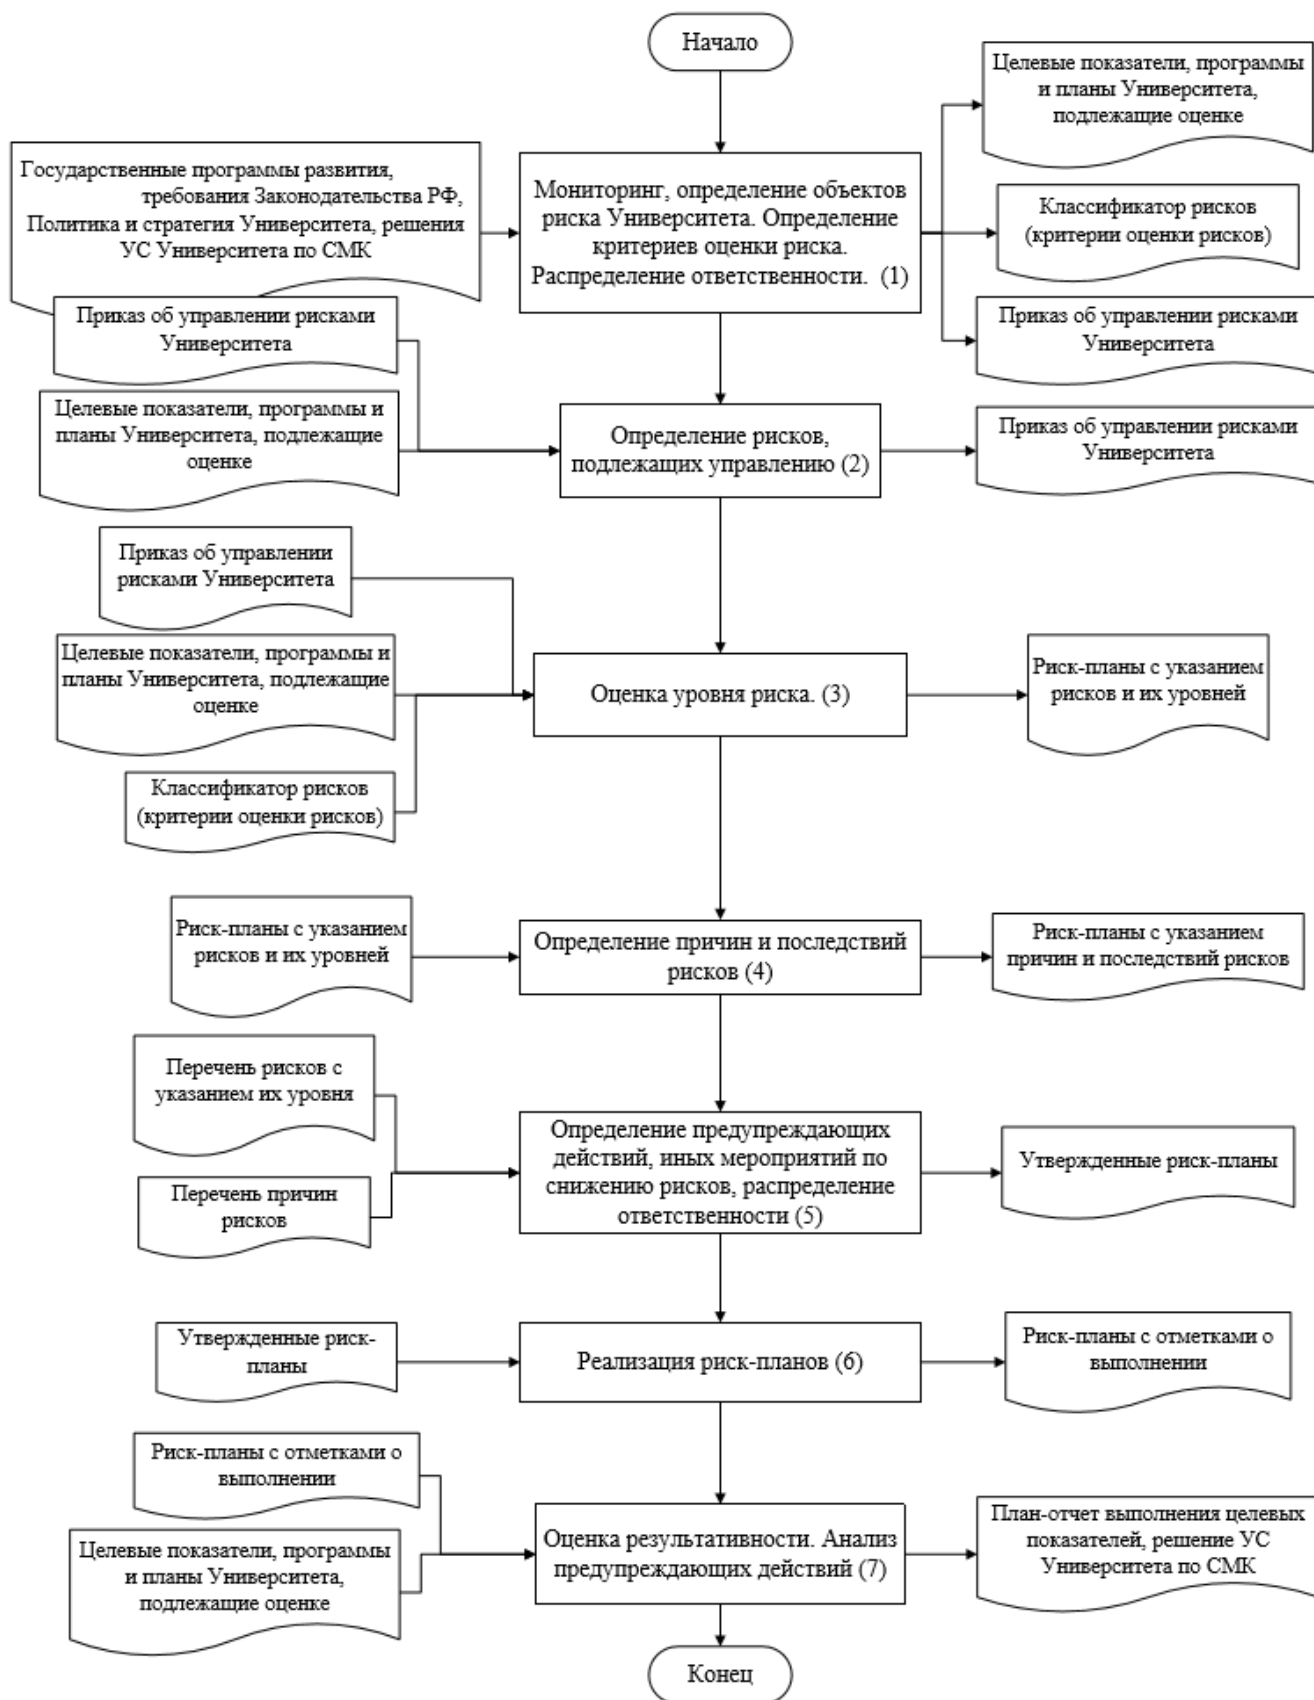 Начало
Целевые показатели, программы
и планы Университета,
подлежащие оценке
Государственные программы развития,
требования Законодательства РФ,
Политика и стратегия Университета, решения
УС Университета по СМК
Мониторинг, определение объектов
риска Университета. Определение
критериев оценки риска.
Распределение ответственности. (1)
Классификатор рисков
(критерии оценки рисков)
Приказ об управлении рисками
Университета
Приказ об управлении рисками
Университета
Целевые показатели, программы и
планы Университета, подлежащие
оценке
Определение рисков,
подлежащих управлению (2)
Приказ об управлении рисками
Университета
Приказ об управлении
рисками Университета
Целевые показатели, программы и
планы Университета, подлежащие
оценке
Классификатор рисков
(критерии оценки рисков)
Оценка уровня риска. (3)
Риск-планы с указанием
рисков и их уровней
Риск-планы с указанием
рисков и их уровней
Определение причин и последствий
рисков (4)
Риск-планы с указанием
причин и последствий рисков
Перечень рисков с
указанием их уровня
Перечень причин
рисков
Определение предупреждающих
действий, иных мероприятий по
снижению рисков, распределение
ответственности (5)
Утвержденные риск-планы
Утвержденные риск-
планы
Реализация риск-планов (6)
Риск-планы с отметками о
выполнении
Риск-планы с отметками о
выполнении
Целевые показатели, программы
и планы Университета,
подлежащие оценке
Оценка результативности. Анализ
предупреждающих действий (7)
План-отчет выполнения целевых
показателей, решение УС
Университета по СМК
Конец